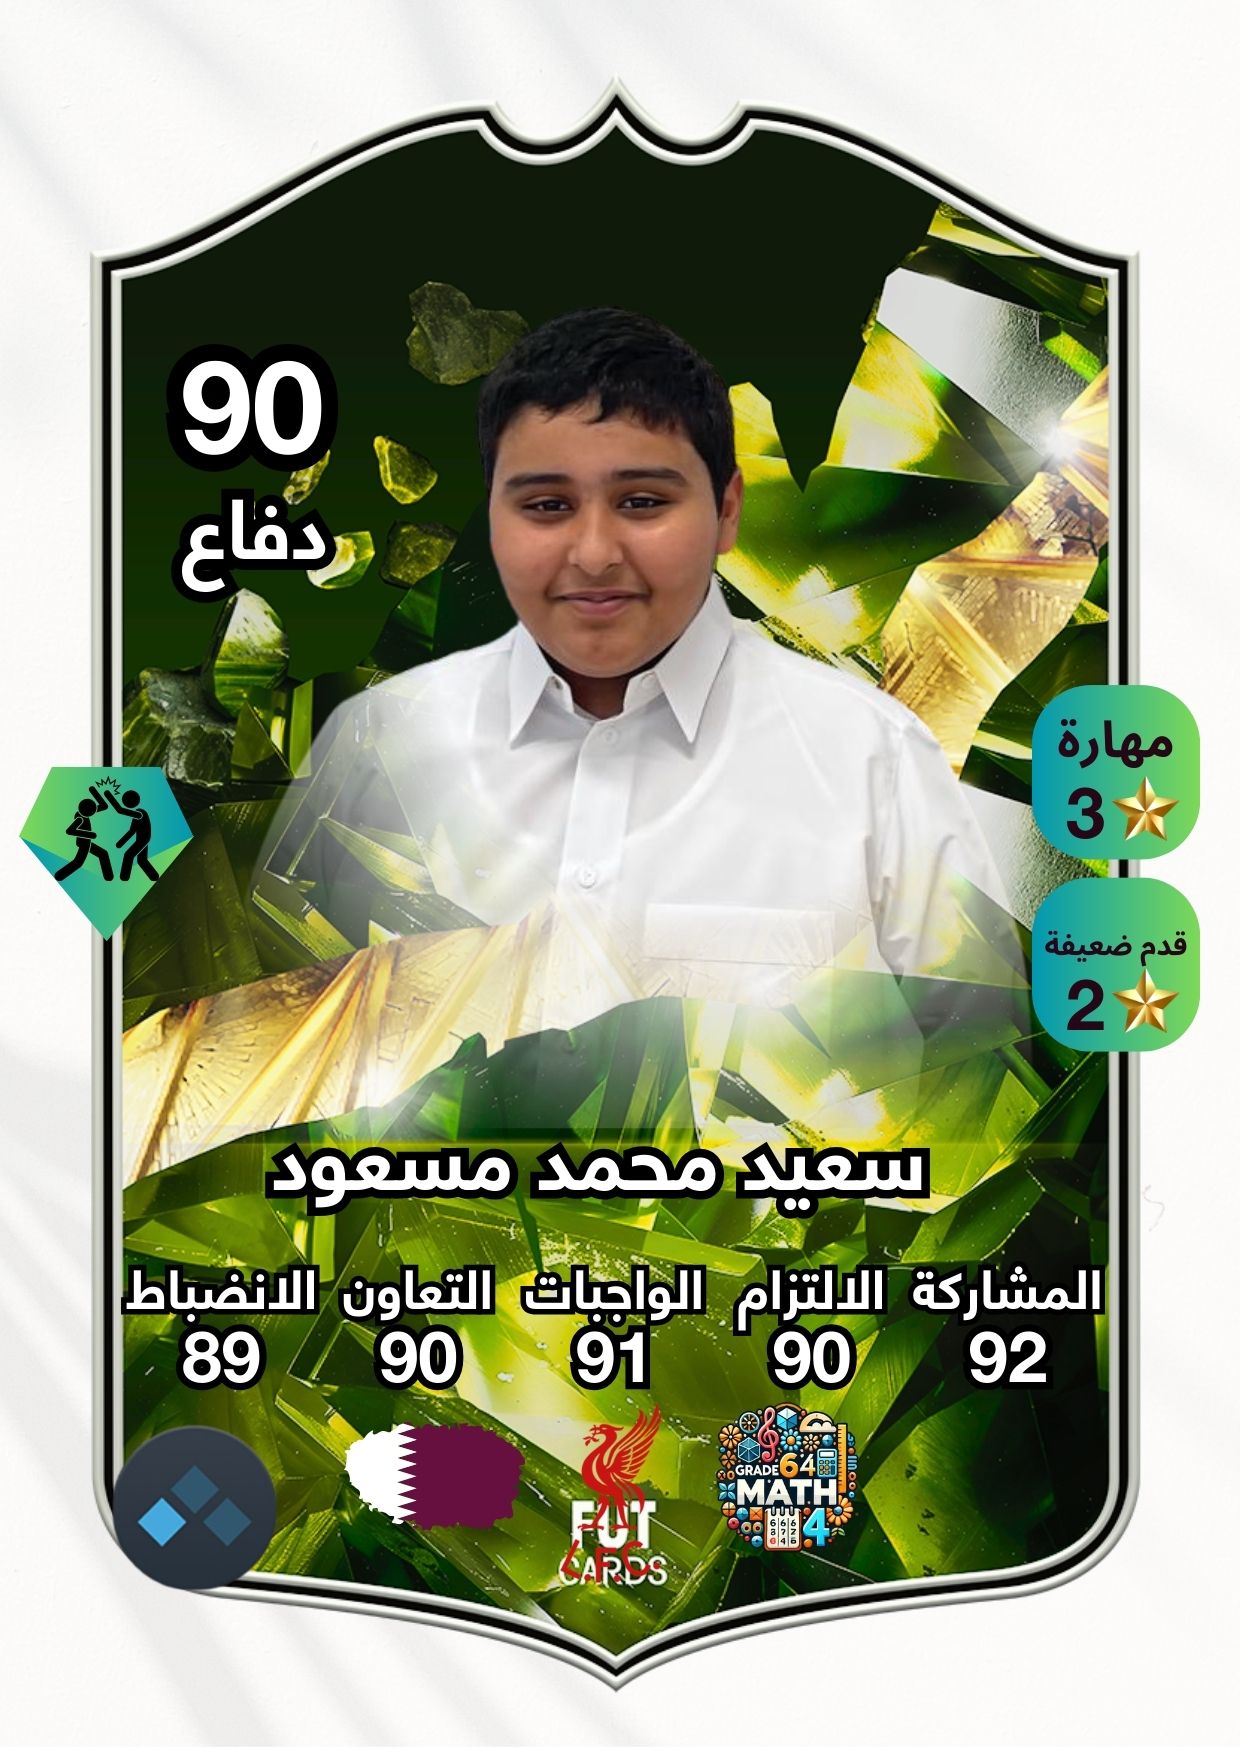 90
دفاع
مهارة
3
قدم ضعيفة
2
سعيد محمد مسعود
المشاركة الالتزام الواجبات التعاون الانضباط
92 90 91 90 89
GRADE 64
MATH
4
FUT
L.F.C.
CARDS